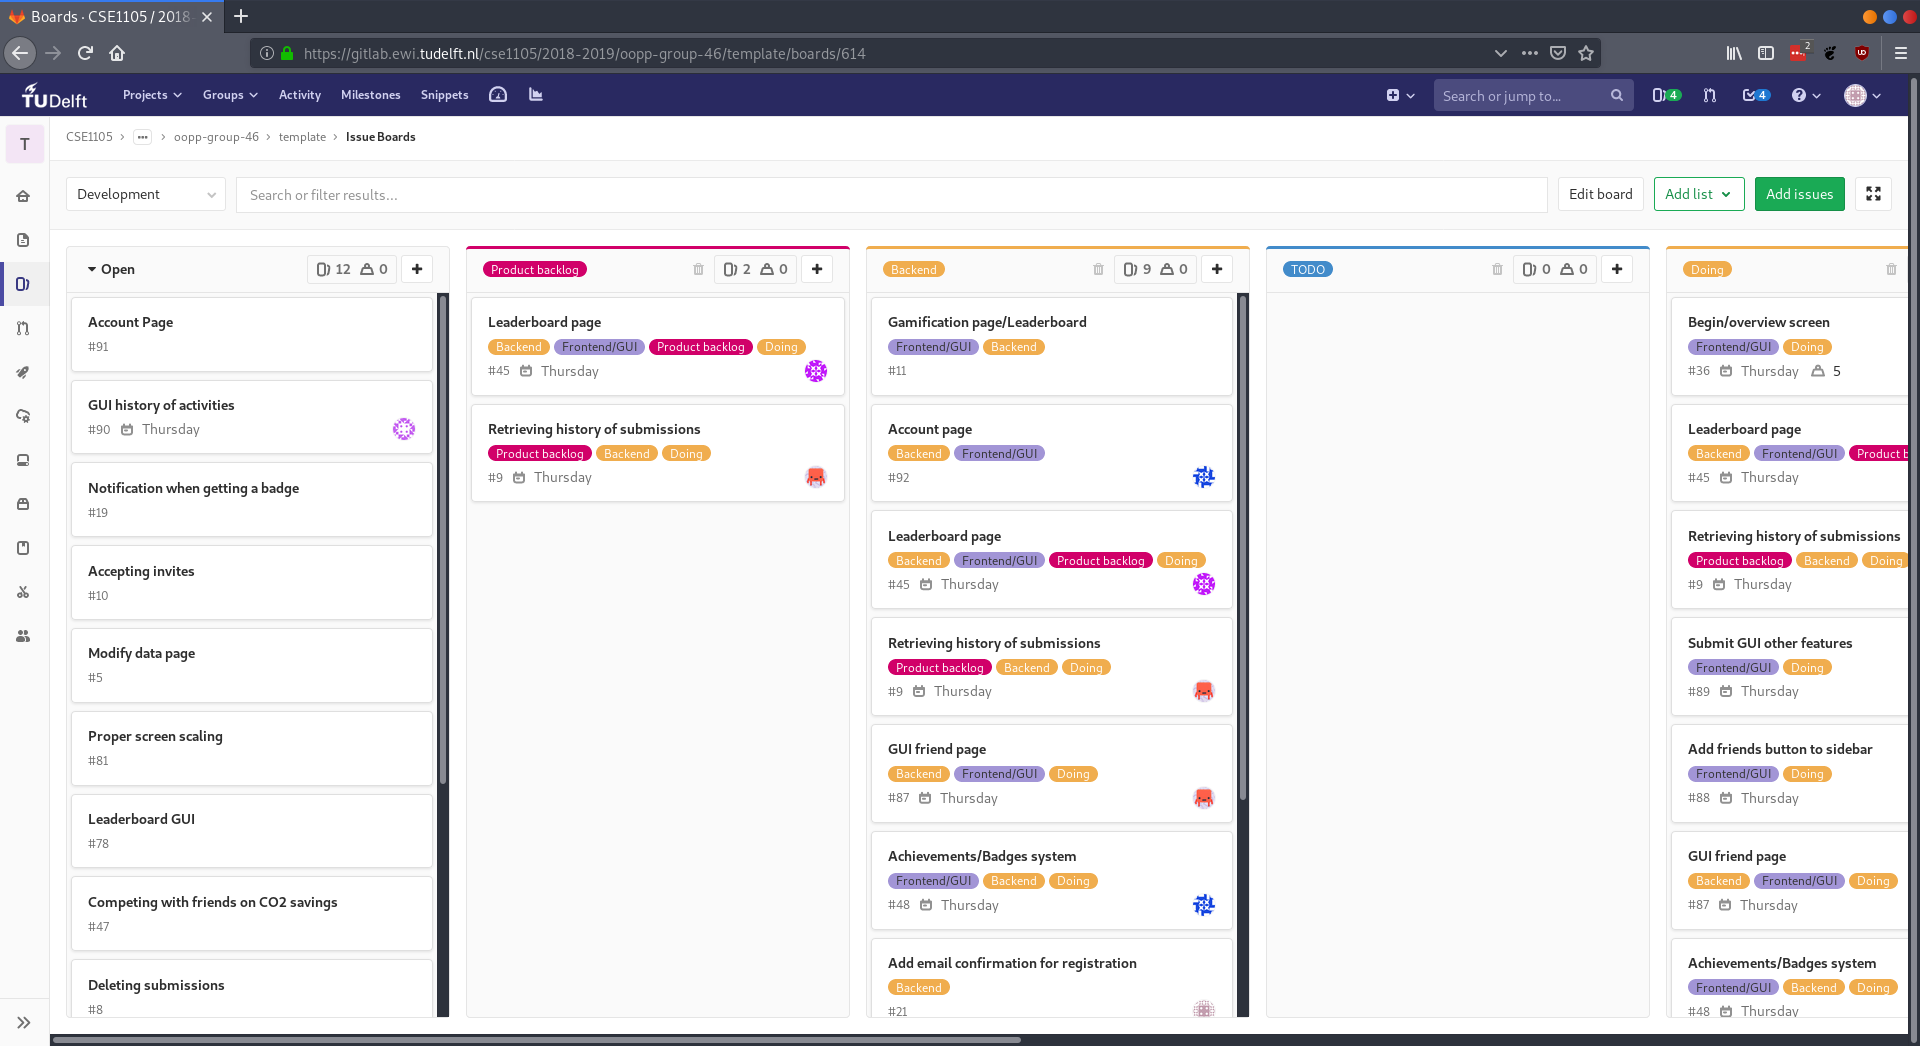 Boards · CSE1105 / 2018-
https://gitlab.ewi.tudelft.nl/cse1105/2018-2019/oopp-group-46/template/boards/614
2
TUDelft
Projects
Groups
Activity
Milestones
Snippets
Search or jump to...
4
4
T
CSE1105 › ... › oopp-group-46 › template › Issue Boards
Development
Search or filter results...
Edit board
Add list
Add issues
Open
12 0
Account Page
#91
GUI history of activities
#90 Thursday
Notification when getting a badge
#19
Accepting invites
#10
Modify data page
#5
Proper screen scaling
#81
Leaderboard GUI
#78
Competing with friends on CO2 savings
#47
Deleting submissions
#8
Product backlog
2 0
Leaderboard page
Backend Frontend/GUI Product backlog Doing
#45 Thursday
Retrieving history of submissions
Product backlog Backend Doing
#9 Thursday
Backend
9 0
Gamification page/Leaderboard
Frontend/GUI Backend
#11
Account page
Backend Frontend/GUI
#92
Leaderboard page
Backend Frontend/GUI Product backlog Doing
#45 Thursday
Retrieving history of submissions
Product backlog Backend Doing
#9 Thursday
GUI friend page
Backend Frontend/GUI Doing
#87 Thursday
Achievements/Badges system
Frontend/GUI Backend Doing
#48 Thursday
Add email confirmation for registration
Backend
#21
TODO
0 0
Doing
Begin/overview screen
Frontend/GUI Doing
#36 Thursday 5
Leaderboard page
Backend Frontend/GUI Product b
#45 Thursday
Retrieving history of submissions
Product backlog Backend Doing
#9 Thursday
Submit GUI other features
Frontend/GUI Doing
#89 Thursday
Add friends button to sidebar
Frontend/GUI Doing
#88 Thursday
GUI friend page
Backend Frontend/GUI Doing
#87 Thursday
Achievements/Badges system
Frontend/GUI Backend Doing
#48 Thursday